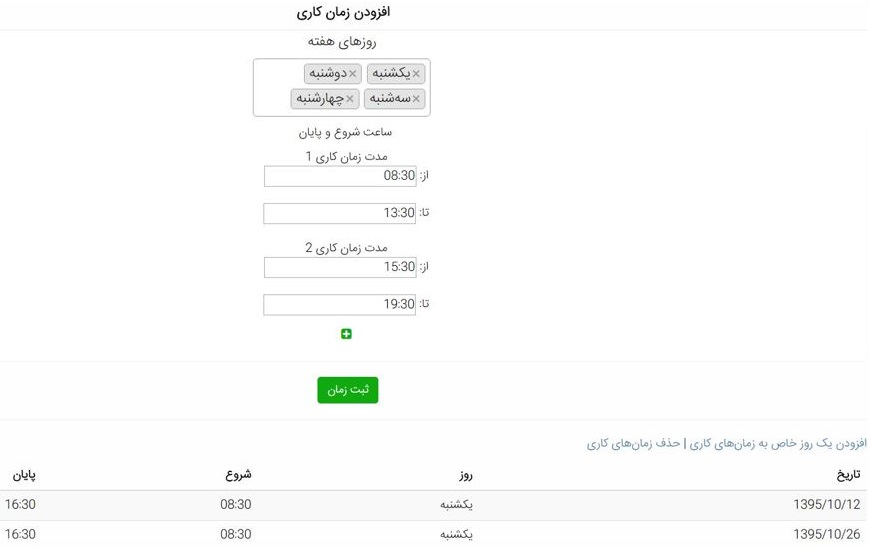 افزودن زمان کاری
روزهای هفته
×یکشنبه ×دوشنبه
×سه‌شنبه ×چهارشنبه
ساعت شروع و پایان
مدت زمان کاری 1
از: 08:30
تا: 13:30
مدت زمان کاری 2
از: 15:30
تا: 19:30
ثبت زمان
افزودن یک روز خاص به زمان‌های کاری | حذف زمان‌های کاری
تاریخ روز شروع پایان
1395/10/12 یکشنبه 08:30 16:30
1395/10/26 یکشنبه 08:30 16:30